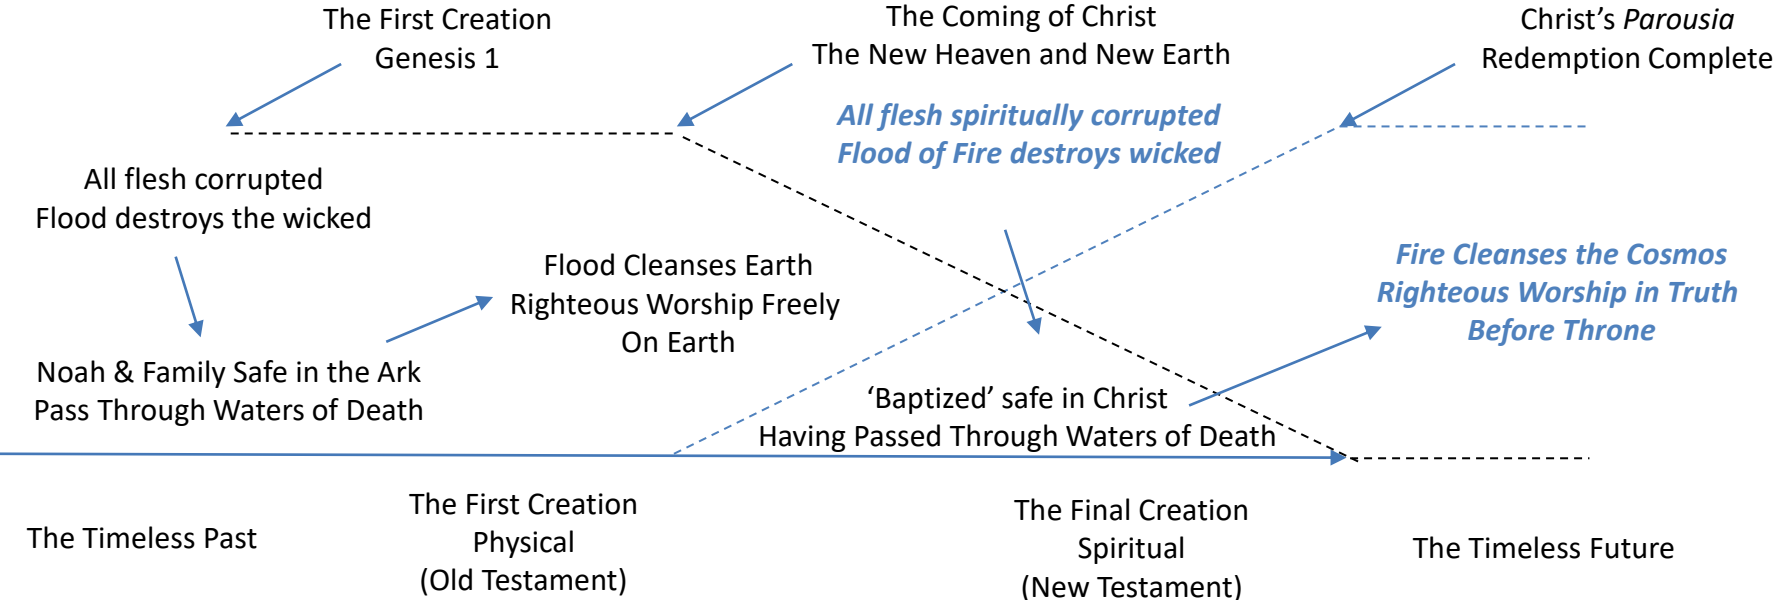 The First Creation
Genesis 1
The Coming of Christ
The New Heaven and New Earth
Christ’s Parousia
Redemption Complete
All flesh spiritually corrupted
Flood of Fire destroys wicked
All flesh corrupted
Flood destroys the wicked
Flood Cleanses Earth
Righteous Worship Freely
On Earth
Fire Cleanses the Cosmos
Righteous Worship in Truth
Before Throne
Noah & Family Safe in the Ark
Pass Through Waters of Death
‘Baptized’ safe in Christ
Having Passed Through Waters of Death
The Timeless Past
The First Creation
Physical
(Old Testament)
The Final Creation
Spiritual
(New Testament)
The Timeless Future